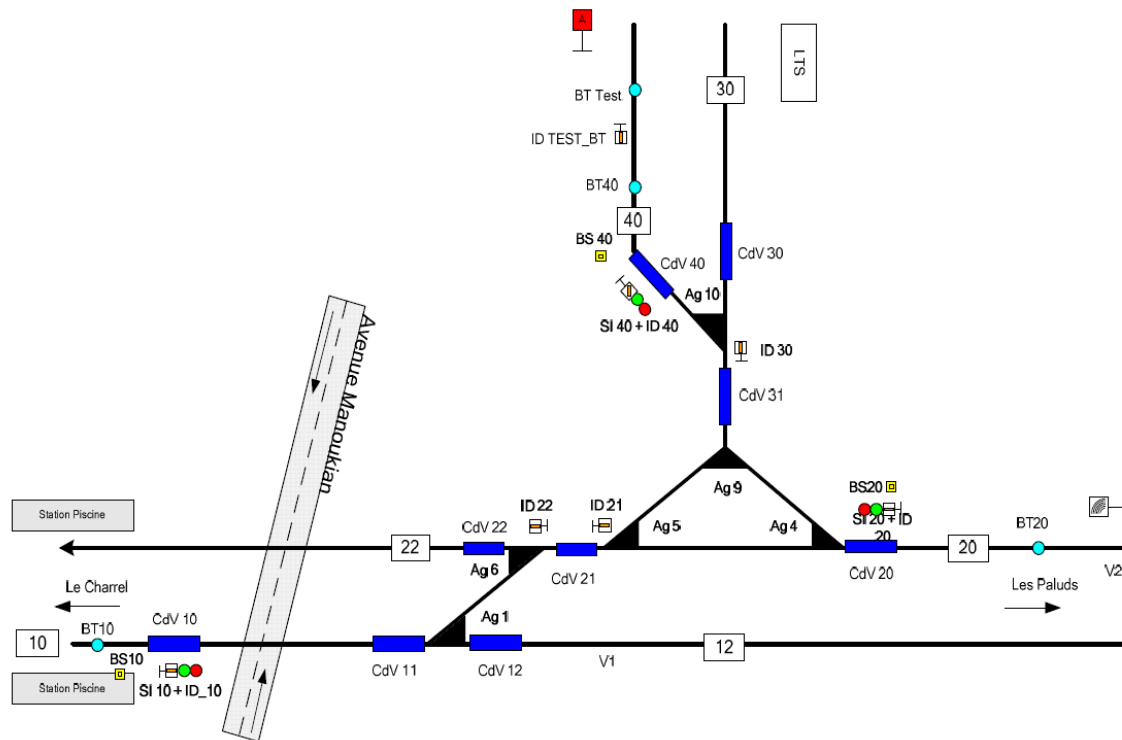 A
LTS
30
BT Test
ID TEST_BT
BT40
40
BS 40
CdV 40
CdV 30
Ag 10
SI 40 + ID 40
ID 30
CdV 31
Avenue Manoukian
Ag 9
BS20
SI 20 + ID
20
Station Piscine
ID 22
ID 21
Ag 5
Ag 4
BT20
CdV 22
22
Ag 6
CdV 21
CdV 20
20
V2
Le Charrel
Les Paluds
CdV 10
Ag 1
10
BT10
12
BS10
CdV 11
CdV 12
V1
Station Piscine
SI 10 + ID_10